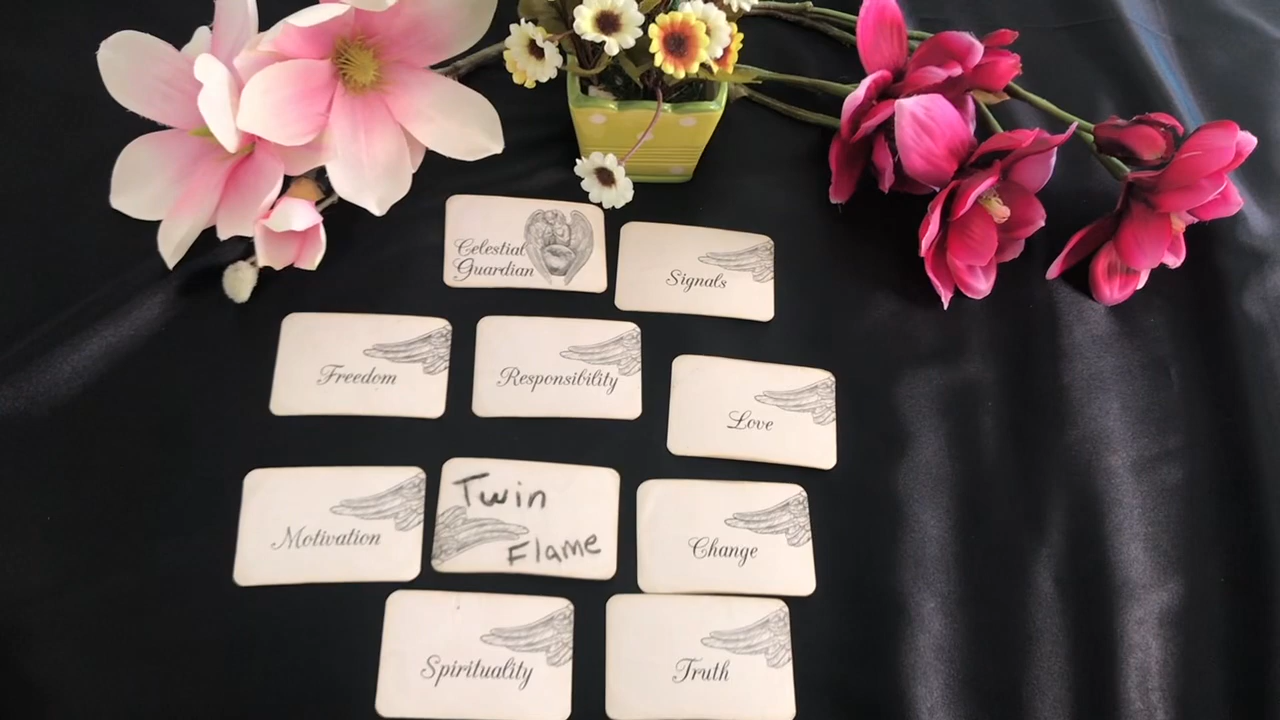 Celestial
Guardian
Signals
Freedom
Responsibility
Love
Motivation
Twin
Flame
Change
Spirituality
Truth